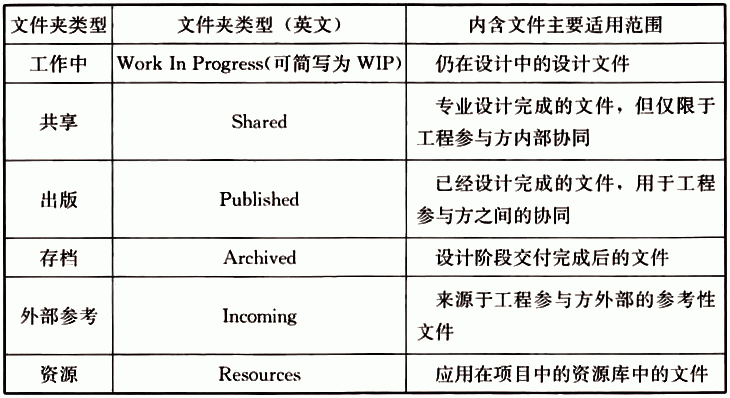 文件夹类型 文件夹类型（英文） 内含文件主要适用范围
工作中 Work In Progress(可简写为 WIP) 仍在设计中的设计文件
共享 Shared 专业设计完成的文件，但仅限于
工程参与方内部协同
出版 Published 已经设计完成的文件，用于工程
参与方之间的协同
存档 Archived 设计阶段交付完成后的文件
外部参考 Incoming 来源于工程参与方外部的参考性
文件
资源 Resources 应用在项目中的资源库中的文件